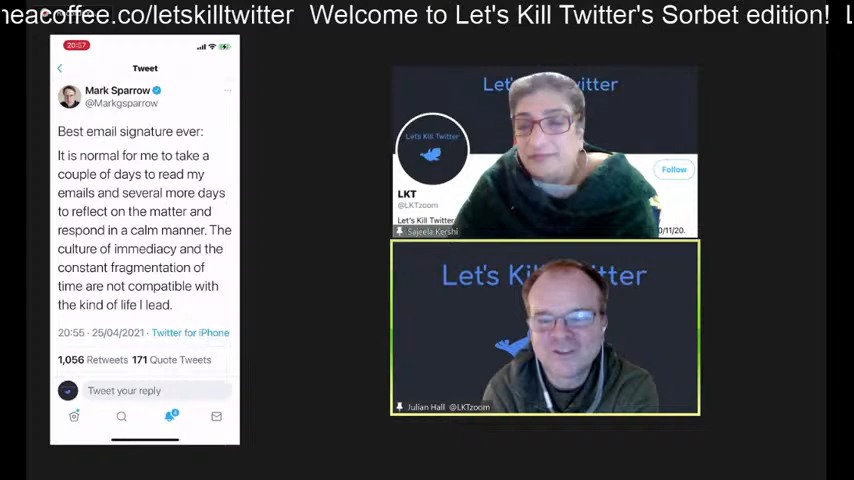 neacoffee.co/letskilltwitter  Welcome to Let's Kill Twitter's Sorbet edition!  L
20:57
Tweet
Mark Sparrow
@Markgsparrow
Best email signature ever:
It is normal for me to take a
couple of days to read my
emails and several more days
to reflect on the matter and
respond in a calm manner. The
culture of immediacy and the
constant fragmentation of
time are not compatible with
the kind of life I lead.
20:55 · 25/04/2021 · Twitter for iPhone
1,056 Retweets 171 Quote Tweets
Tweet your reply
Let's Kill Twitter
Let's Kill Twitter
Follow
LKT
@LKTzoom
Let's Kill Twitter
0/11/20.
Sajeela Kershi
Let's Kill Twitter
Julian Hall @LKTzoom